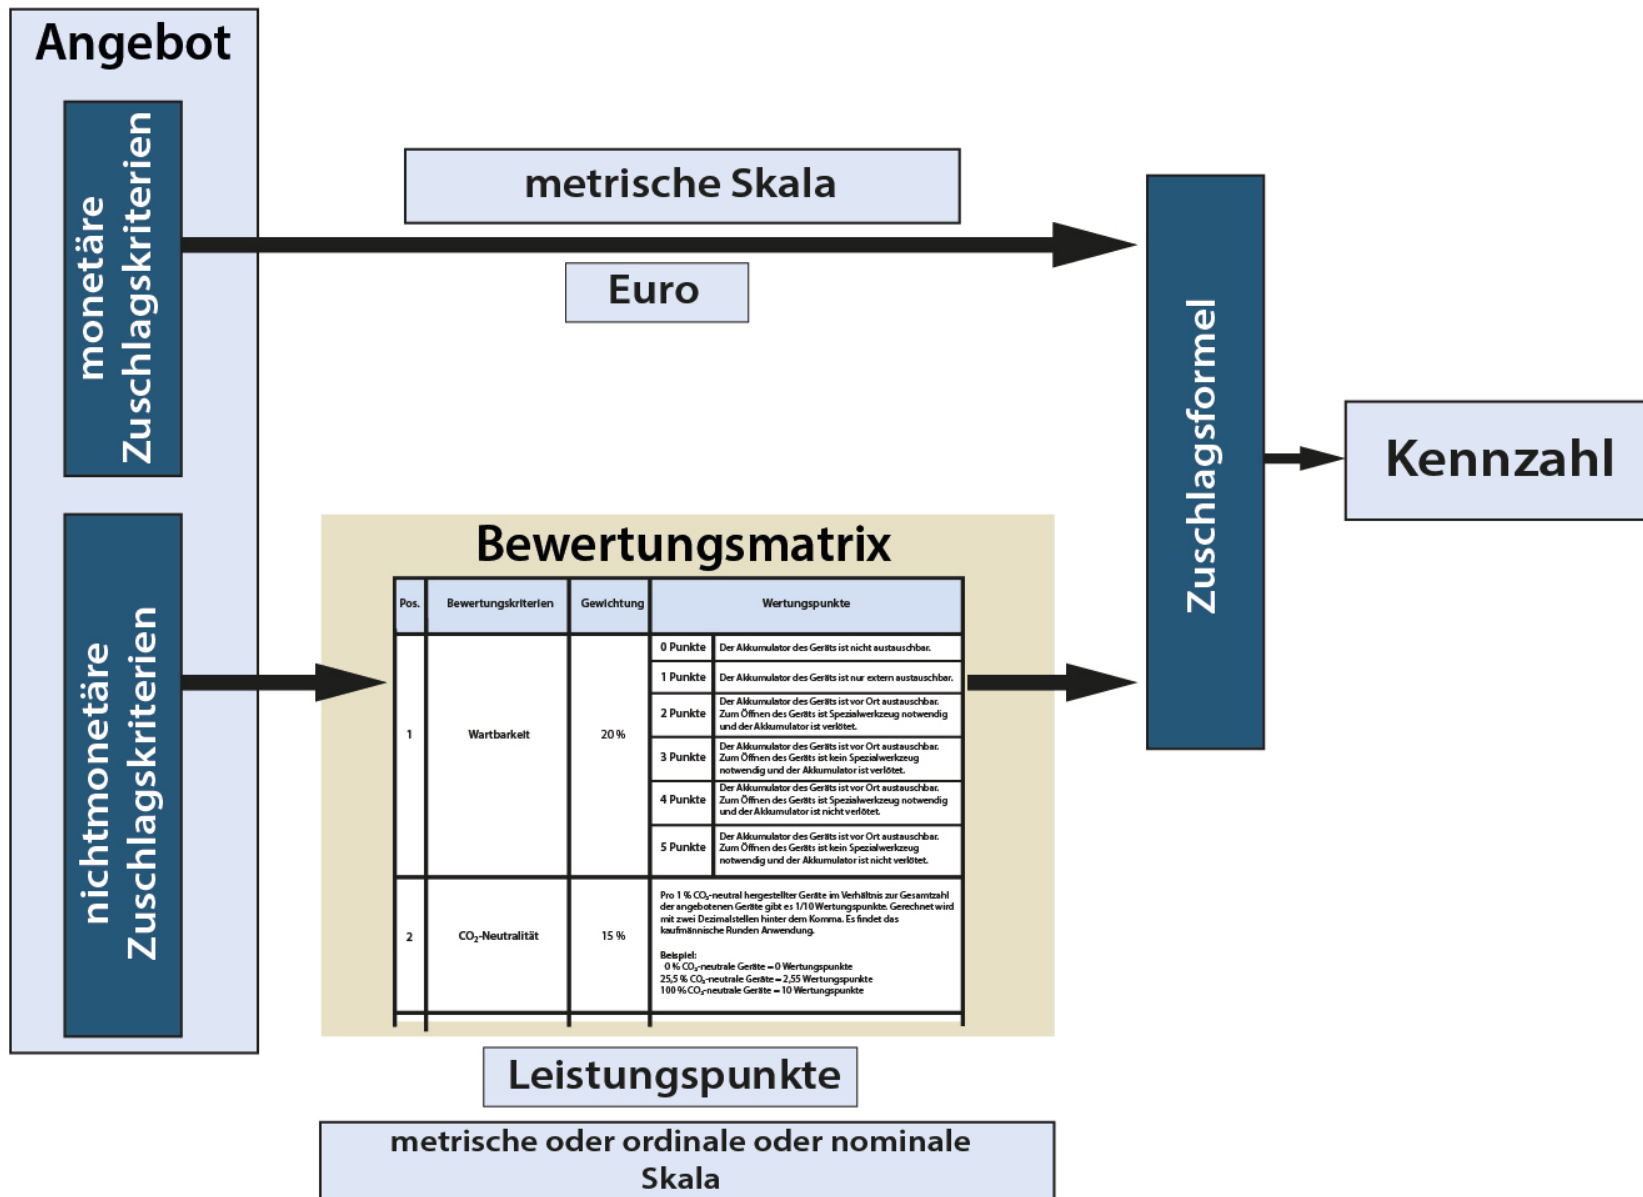 Angebot
monetäre
Zuschlagskriterien
metrische Skala
Euro
nichtmonetäre
Zuschlagskriterien
Bewertungsmatrix
Pos.
Bewertungskriterien
Gewichtung
Wertungspunkte
1
Wartbarkeit
20 %
0 Punkte
Der Akkumulator des Geräts ist nicht austauschbar.
1 Punkte
Der Akkumulator des Geräts ist nur extern austauschbar.
2 Punkte
Der Akkumulator des Geräts ist vor Ort austauschbar.
Zum Öffnen des Geräts ist Spezialwerkzeug notwendig
und der Akkumulator ist verlötet.
3 Punkte
Der Akkumulator des Geräts ist vor Ort austauschbar.
Zum Öffnen des Geräts ist kein Spezialwerkzeug
notwendig und der Akkumulator ist verlötet.
4 Punkte
Der Akkumulator des Geräts ist vor Ort austauschbar.
Zum Öffnen des Geräts ist Spezialwerkzeug notwendig
und der Akkumulator ist nicht verlötet.
5 Punkte
Der Akkumulator des Geräts ist vor Ort austauschbar.
Zum Öffnen des Geräts ist kein Spezialwerkzeug
notwendig und der Akkumulator ist nicht verlötet.
2
CO₂-Neutralität
15 %
Pro 1 % CO₂-neutral hergestellter Geräte im Verhältnis zur Gesamtzahl
der angebotenen Geräte gibt es 1/10 Wertungspunkte. Gerechnet wird
mit zwei Dezimalstellen hinter dem Komma. Es findet das
kaufmännische Runden Anwendung.
Beispiel:
0 % CO₂-neutrale Geräte = 0 Wertungspunkte
25,5 % CO₂-neutrale Geräte = 2,55 Wertungspunkte
100 % CO₂-neutrale Geräte = 10 Wertungspunkte
Leistungspunkte
metrische oder ordinale oder nominale
Skala
Zuschlagsformel
Kennzahl